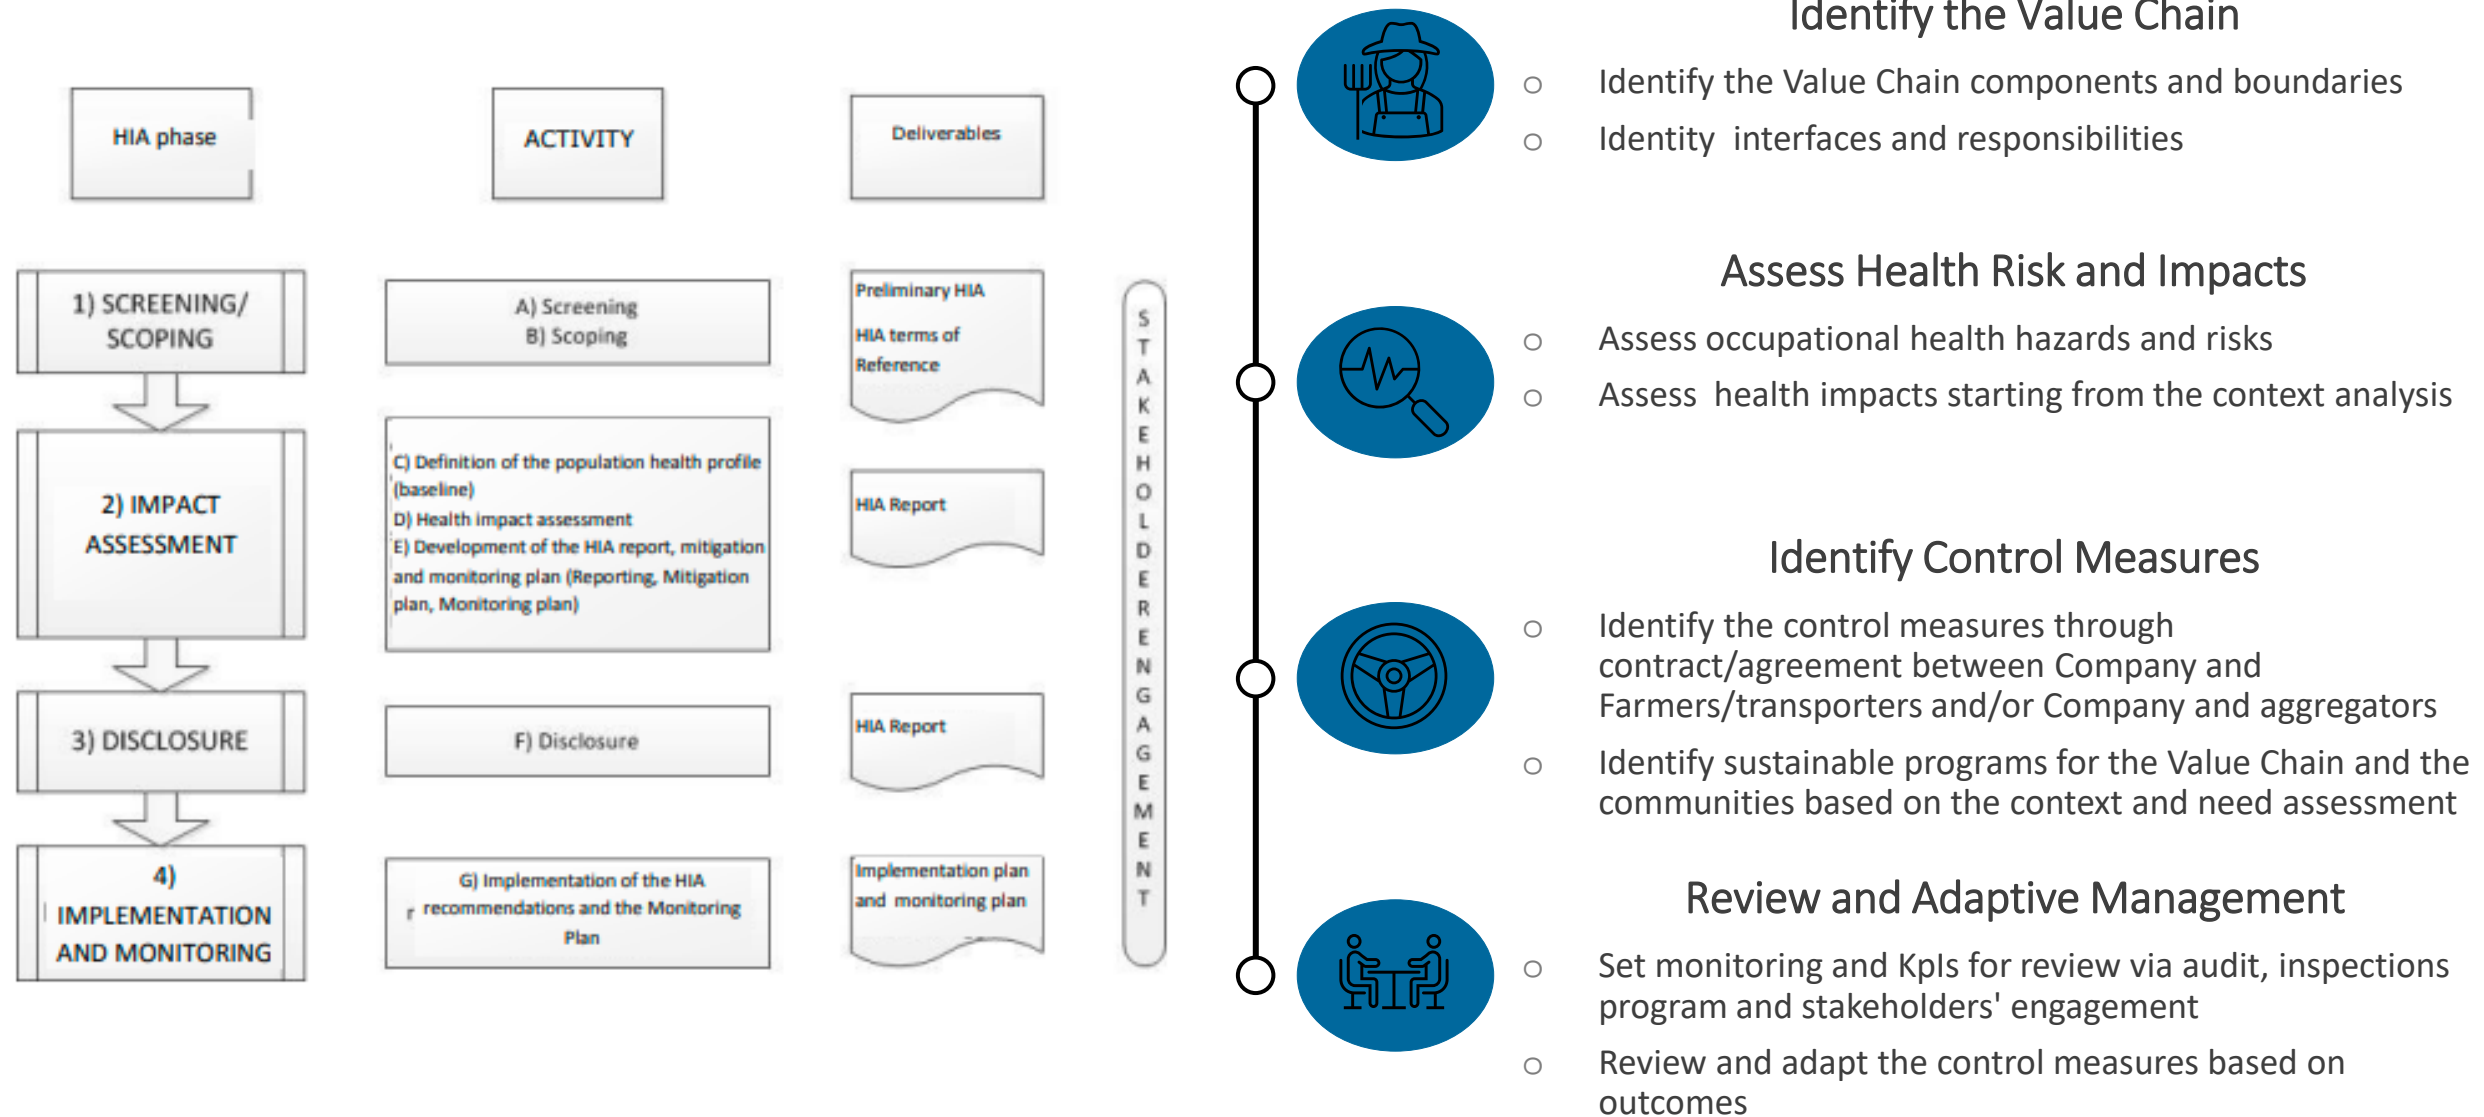 HIA phase
ACTIVITY
Deliverables
1) SCREENING/
SCOPING
A) Screening
B) Scoping
Preliminary HIA
HIA terms of
Reference
2) IMPACT
ASSESSMENT
C) Definition of the population health profile
(baseline)
D) Health impact assessment
E) Development of the HIA report, mitigation
and monitoring plan (Reporting, Mitigation
plan, Monitoring plan)
HIA Report
3) DISCLOSURE
F) Disclosure
HIA Report
4)
IMPLEMENTATION
AND MONITORING
G) Implementation of the HIA
r recommendations and the Monitoring
Plan
Implementation plan
and monitoring plan
STAKEHOLDERENGAGEMENT
Identify the Value Chain
Identify the Value Chain components and boundaries
Identity interfaces and responsibilities
Assess Health Risk and Impacts
Assess occupational health hazards and risks
Assess health impacts starting from the context analysis
Identify Control Measures
Identify the control measures through
contract/agreement between Company and
Farmers/transporters and/or Company and aggregators
Identify sustainable programs for the Value Chain and the
communities based on the context and need assessment
Review and Adaptive Management
Set monitoring and KpIs for review via audit, inspections
program and stakeholders' engagement
Review and adapt the control measures based on
outcomes